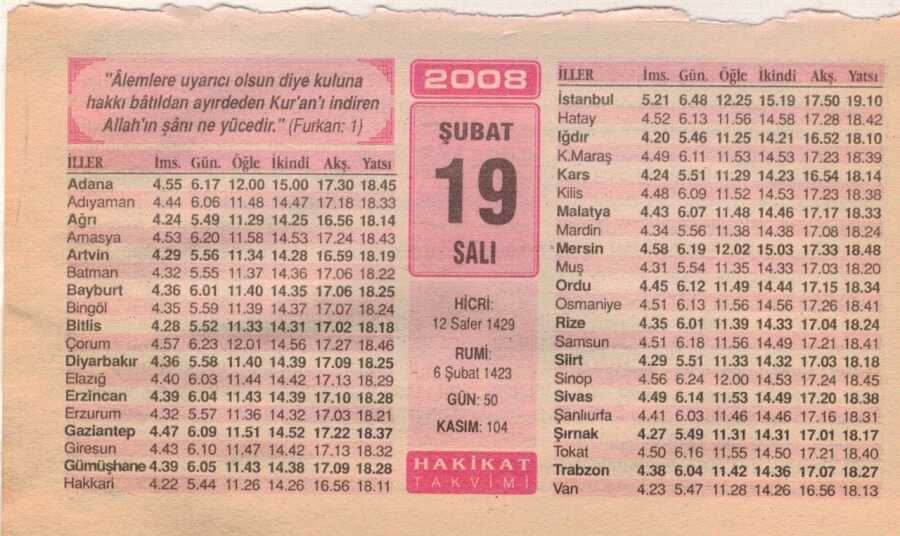 "Âlemlere uyarıcı olsun diye kuluna
hakkı bâtıldan ayırdeden Kur'an'ı indiren
Allah'ın şânı ne yücedir." (Furkan: 1)
İLLER İms. Gün. Öğle İkindi Akş. Yatsı
Adana 4.55 6.17 12.00 15.00 17.30 18.45
Adıyaman 4.44 6.06 11.48 14.47 17.18 18.33
Ağrı 4.24 5.49 11.29 14.25 16.56 18.14
Amasya 4.53 6.20 11.58 14.53 17.24 18.43
Artvin 4.29 5.56 11.34 14.28 16.59 18.19
Batman 4.32 5.55 11.37 14.36 17.06 18.22
Bayburt 4.36 6.01 11.40 14.35 17.06 18.25
Bingöl 4.35 5.59 11.39 14.37 17.07 18.24
Bitlis 4.28 5.52 11.33 14.31 17.02 18.18
Çorum 4.57 6.23 12.01 14.56 17.27 18.46
Diyarbakır 4.36 5.58 11.40 14.39 17.09 18.25
Elazığ 4.40 6.03 11.44 14.42 17.13 18.29
Erzincan 4.39 6.04 11.43 14.39 17.10 18.28
Erzurum 4.32 5.57 11.36 14.32 17.03 18.21
Gaziantep 4.47 6.09 11.51 14.52 17.22 18.37
Giresun 4.43 6.10 11.47 14.42 17.13 18.32
Gümüşhane 4.39 6.05 11.43 14.38 17.09 18.28
Hakkari 4.22 5.44 11.26 14.26 16.56 18.11
2008
ŞUBAT
19
SALI
HİCRİ:
12 Safer 1429
RUMİ:
6 Şubat 1423
GÜN: 50
KASIM: 104
HAKİKAT
TAKVİMİ
İLLER İms. Gün. Öğle İkindi Akş. Yatsı
İstanbul 5.21 6.48 12.25 15.19 17.50 19.10
Hatay 4.52 6.13 11.56 14.58 17.28 18.42
Iğdır 4.20 5.46 11.25 14.21 16.52 18.10
K.Maraş 4.49 6.11 11.53 14.53 17.23 18.39
Kars 4.24 5.51 11.29 14.23 16.54 18.14
Kilis 4.48 6.09 11.52 14.53 17.23 18.38
Malatya 4.43 6.07 11.48 14.46 17.17 18.33
Mardin 4.34 5.56 11.38 14.38 17.08 18.24
Mersin 4.58 6.19 12.02 15.03 17.33 18.48
Muş 4.31 5.54 11.35 14.33 17.03 18.20
Ordu 4.45 6.12 11.49 14.44 17.15 18.34
Osmaniye 4.51 6.13 11.56 14.56 17.26 18.41
Rize 4.35 6.01 11.39 14.33 17.04 18.24
Samsun 4.51 6.18 11.56 14.49 17.21 18.41
Siirt 4.29 5.51 11.33 14.32 17.03 18.18
Sinop 4.56 6.24 12.00 14.53 17.24 18.45
Sivas 4.49 6.14 11.53 14.49 17.20 18.38
Şanlıurfa 4.41 6.03 11.46 14.46 17.16 18.31
Şırnak 4.27 5.49 11.31 14.31 17.01 18.17
Tokat 4.50 6.16 11.55 14.50 17.21 18.40
Trabzon 4.38 6.04 11.42 14.36 17.07 18.27
Van 4.23 5.47 11.28 14.26 16.56 18.13